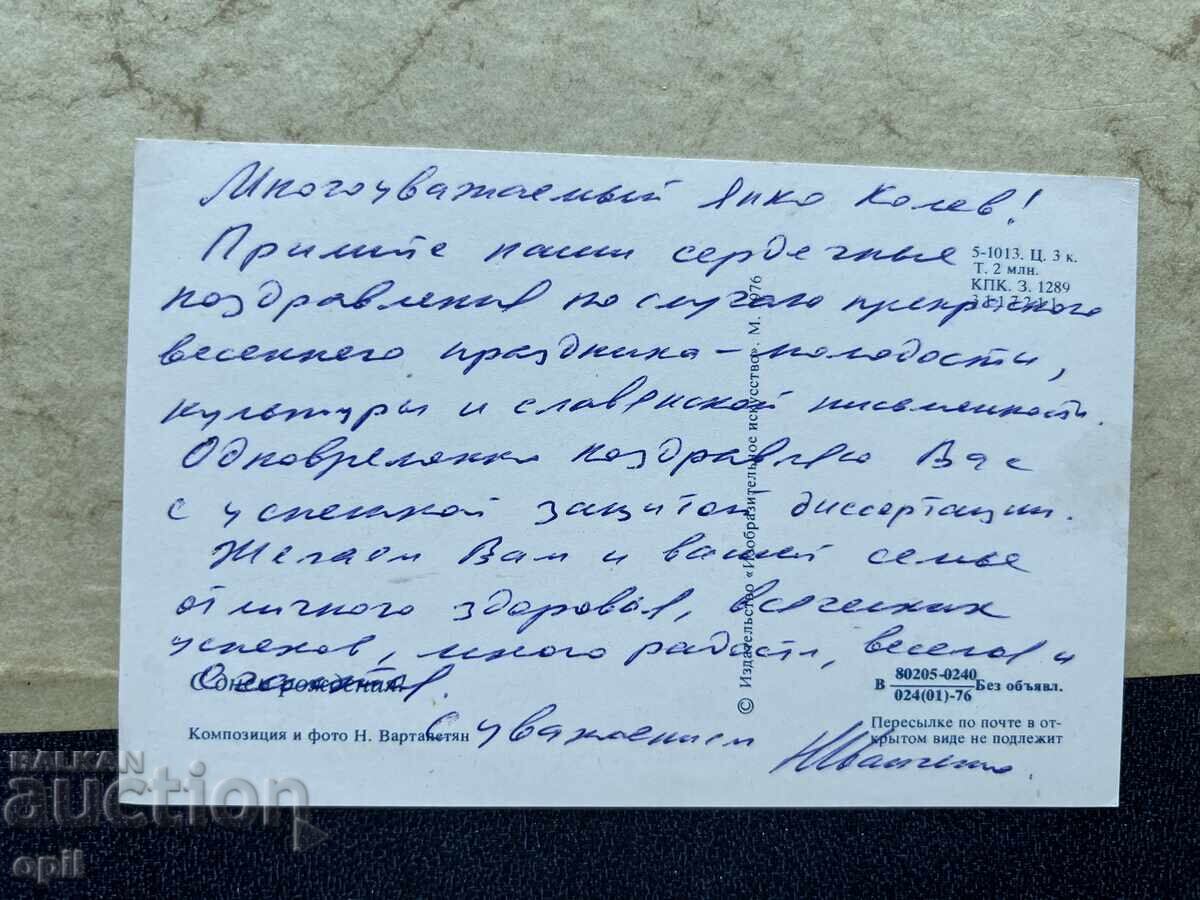 Многоуважаемый Янко Колев!
Примите наши сердечные
поздравления по случаю прекрасного
весеннего праздника – молодости,
культуры и славянской письменности.
Одновременно поздравляю Вас
с успешной защитой диссертации.
Желаем Вам и вашей семье
отличного здоровья, всяческих
успехов, много радости, веселья и
счастья.
С уважением
5-1013. Ц. 3 к.
Т. 2 млн.
КПК. З. 1289
3117211
© Издательство «Изобразительное искусство». М. 1976
С днем рождения!
Композиция и фото Н. Вартапетян
В 80205-0240 Без объявл.
024(01)-76
Пересылке по почте в от-
крытом виде не подлежит
BALKAN
auction
opil